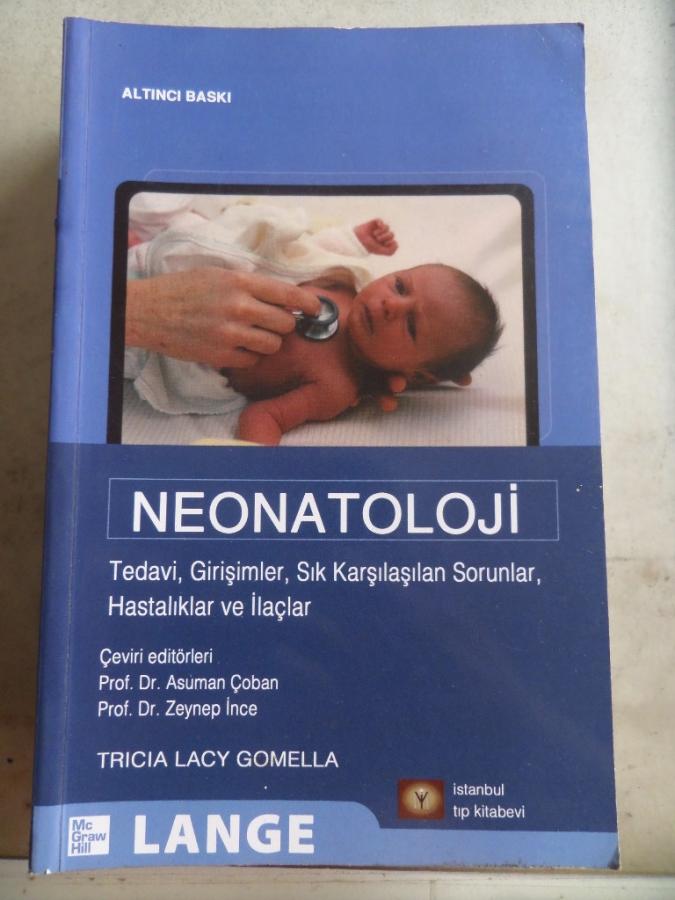 ALTINCI BASKI
NEONATOLOJİ
Tedavi, Girişimler, Sık Karşılaşılan Sorunlar,
Hastalıklar ve İlaçlar
Çeviri editörleri
Prof. Dr. Asuman Çoban
Prof. Dr. Zeynep İnce
TRICIA LACY GOMELLA
istanbul
tıp kitabevi
Mc
Graw
Hill
LANGE